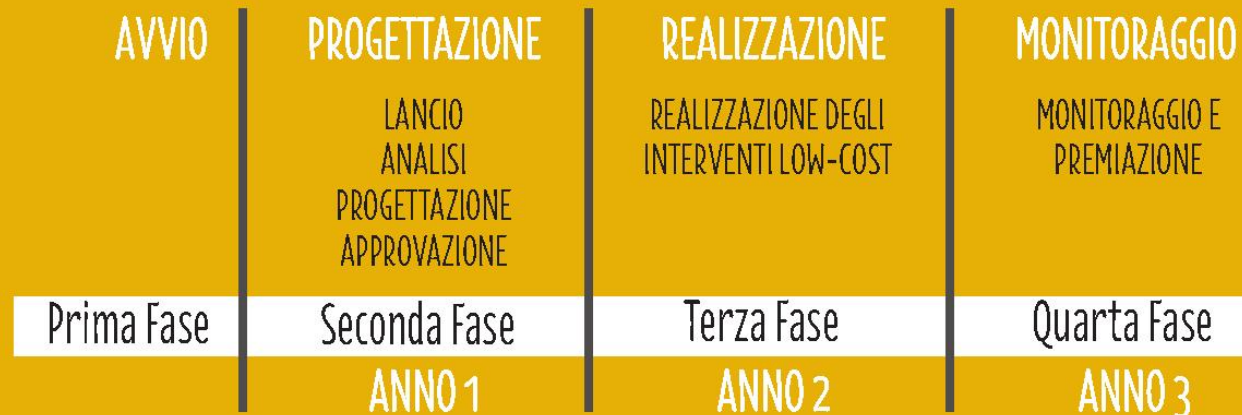 AVVIO
PROGETTAZIONE
LANCIO
ANALISI
PROGETTAZIONE
APPROVAZIONE
REALIZZAZIONE
REALIZZAZIONE DEGLI
INTERVENTI LOW-COST
MONITORAGGIO
MONITORAGGIO E
PREMIAZIONE
Prima Fase
Seconda Fase
Terza Fase
Quarta Fase
ANNO 1
ANNO 2
ANNO 3